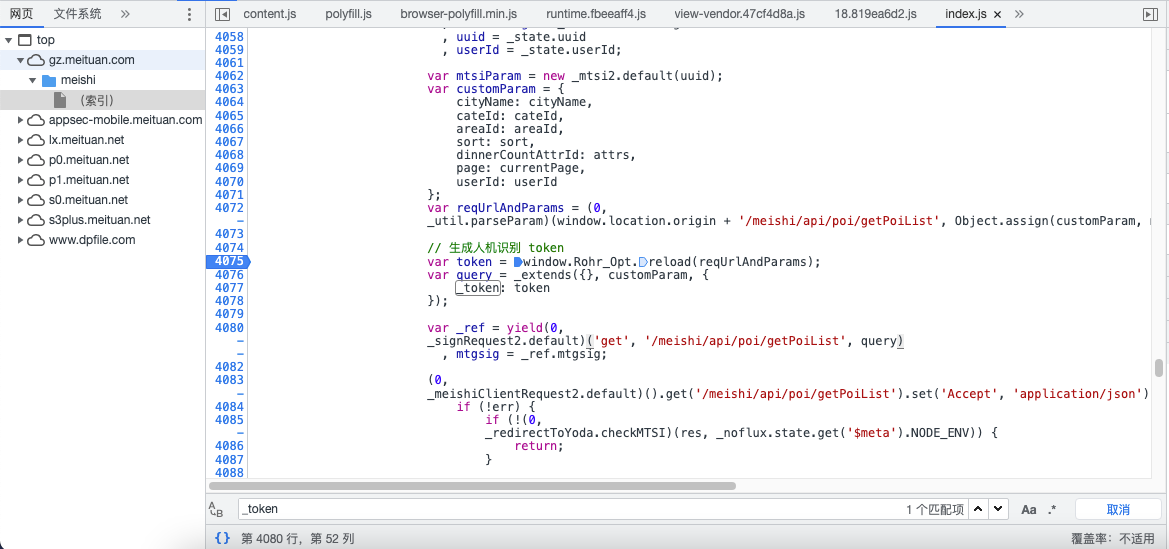 网页 文件系统 »
content.js polyfill.js browser-polyfill.min.js runtime.fbeeaff4.js view-vendor.47cf4d8a.js 18.819ea6d2.js index.js × »
top
gz.meituan.com
meishi
(索引)
appsec-mobile.meituan.com
lx.meituan.net
p0.meituan.net
p1.meituan.net
s0.meituan.net
s3plus.meituan.net
www.dpfile.com
4058 , uuid = _state.uuid
4059 , userId = _state.userId;
4061
4062 var mtsiParam = new _mtsi2.default(uuid);
4063 var customParam = {
4064 cityName: cityName,
4065 cateId: cateId,
4066 areaId: areaId,
4067 sort: sort,
4068 dinnerCountAttrId: attrs,
4069 page: currentPage,
4070 userId: userId
4071 };
4072 var reqUrlAndParams = (0,
- _util.parseParam)(window.location.origin + '/meishi/api/poi/getPoiList', Object.assign(customParam,
4073
4074 // 生成人机识别 token
4075 var token = window.Rohr_Opt.reload(reqUrlAndParams);
4076 var query = _extends({}, customParam, {
4077 _token: token
4078 });
4079
4080 var _ref = yield(0,
- _signRequest2.default)('get', '/meishi/api/poi/getPoiList', query)
- , mtgsig = _ref.mtgsig;
4082
4083 (0,
- _meishiClientRequest2.default)().get('/meishi/api/poi/getPoiList').set('Accept', 'application/json')
4084 if (!err) {
4085 if (!(0,
- _redirectToYoda.checkMTSI)(res, _noflux.state.get('$meta').NODE_ENV)) {
4086 return;
4087 }
4088
_token 1 个匹配项 Aa .* 取消
{} 第 4080 行，第 52 列 覆盖率：不适用